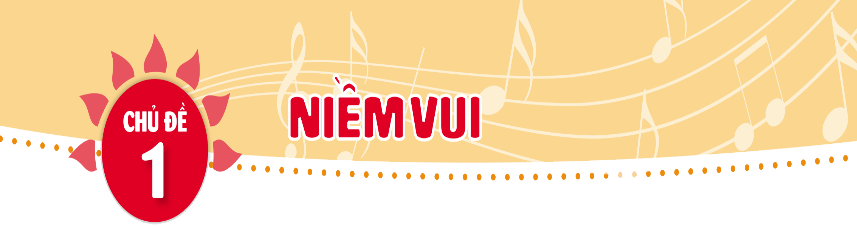 CHỦ ĐỀ
1
NIỀM VUI